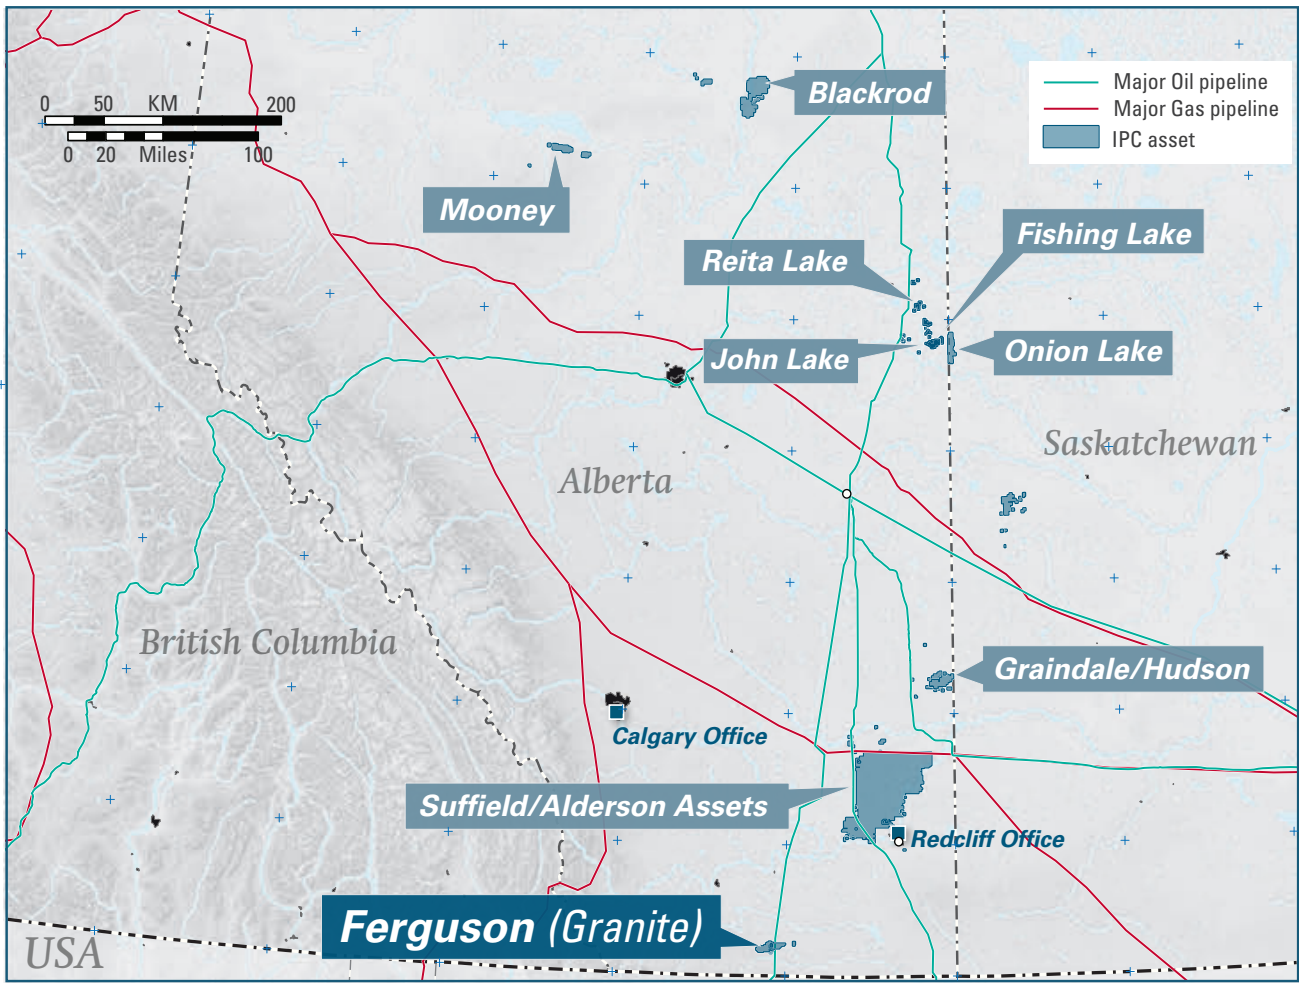 0 50 KM 200
0 20 Miles 100
Major Oil pipeline
Major Gas pipeline
IPC asset
Blackrod
Mooney
Fishing Lake
Reita Lake
John Lake
Onion Lake
Saskatchewan
Alberta
British Columbia
Graindale/Hudson
Calgary Office
Suffield/Alderson Assets
Redcliff Office
Ferguson (Granite)
USA